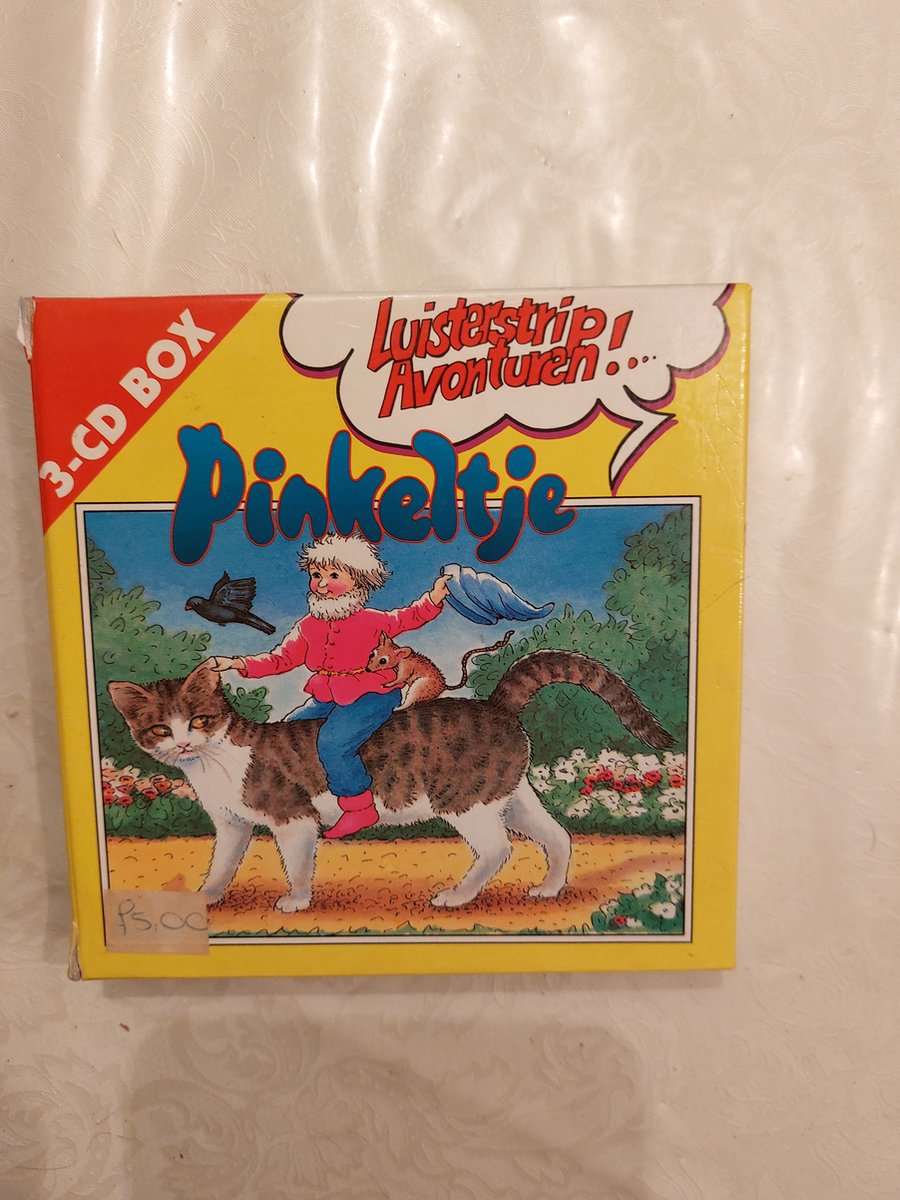 3-CD BOX
Luisterstrip
Avonturen!...
Pinkeltje
f5,00